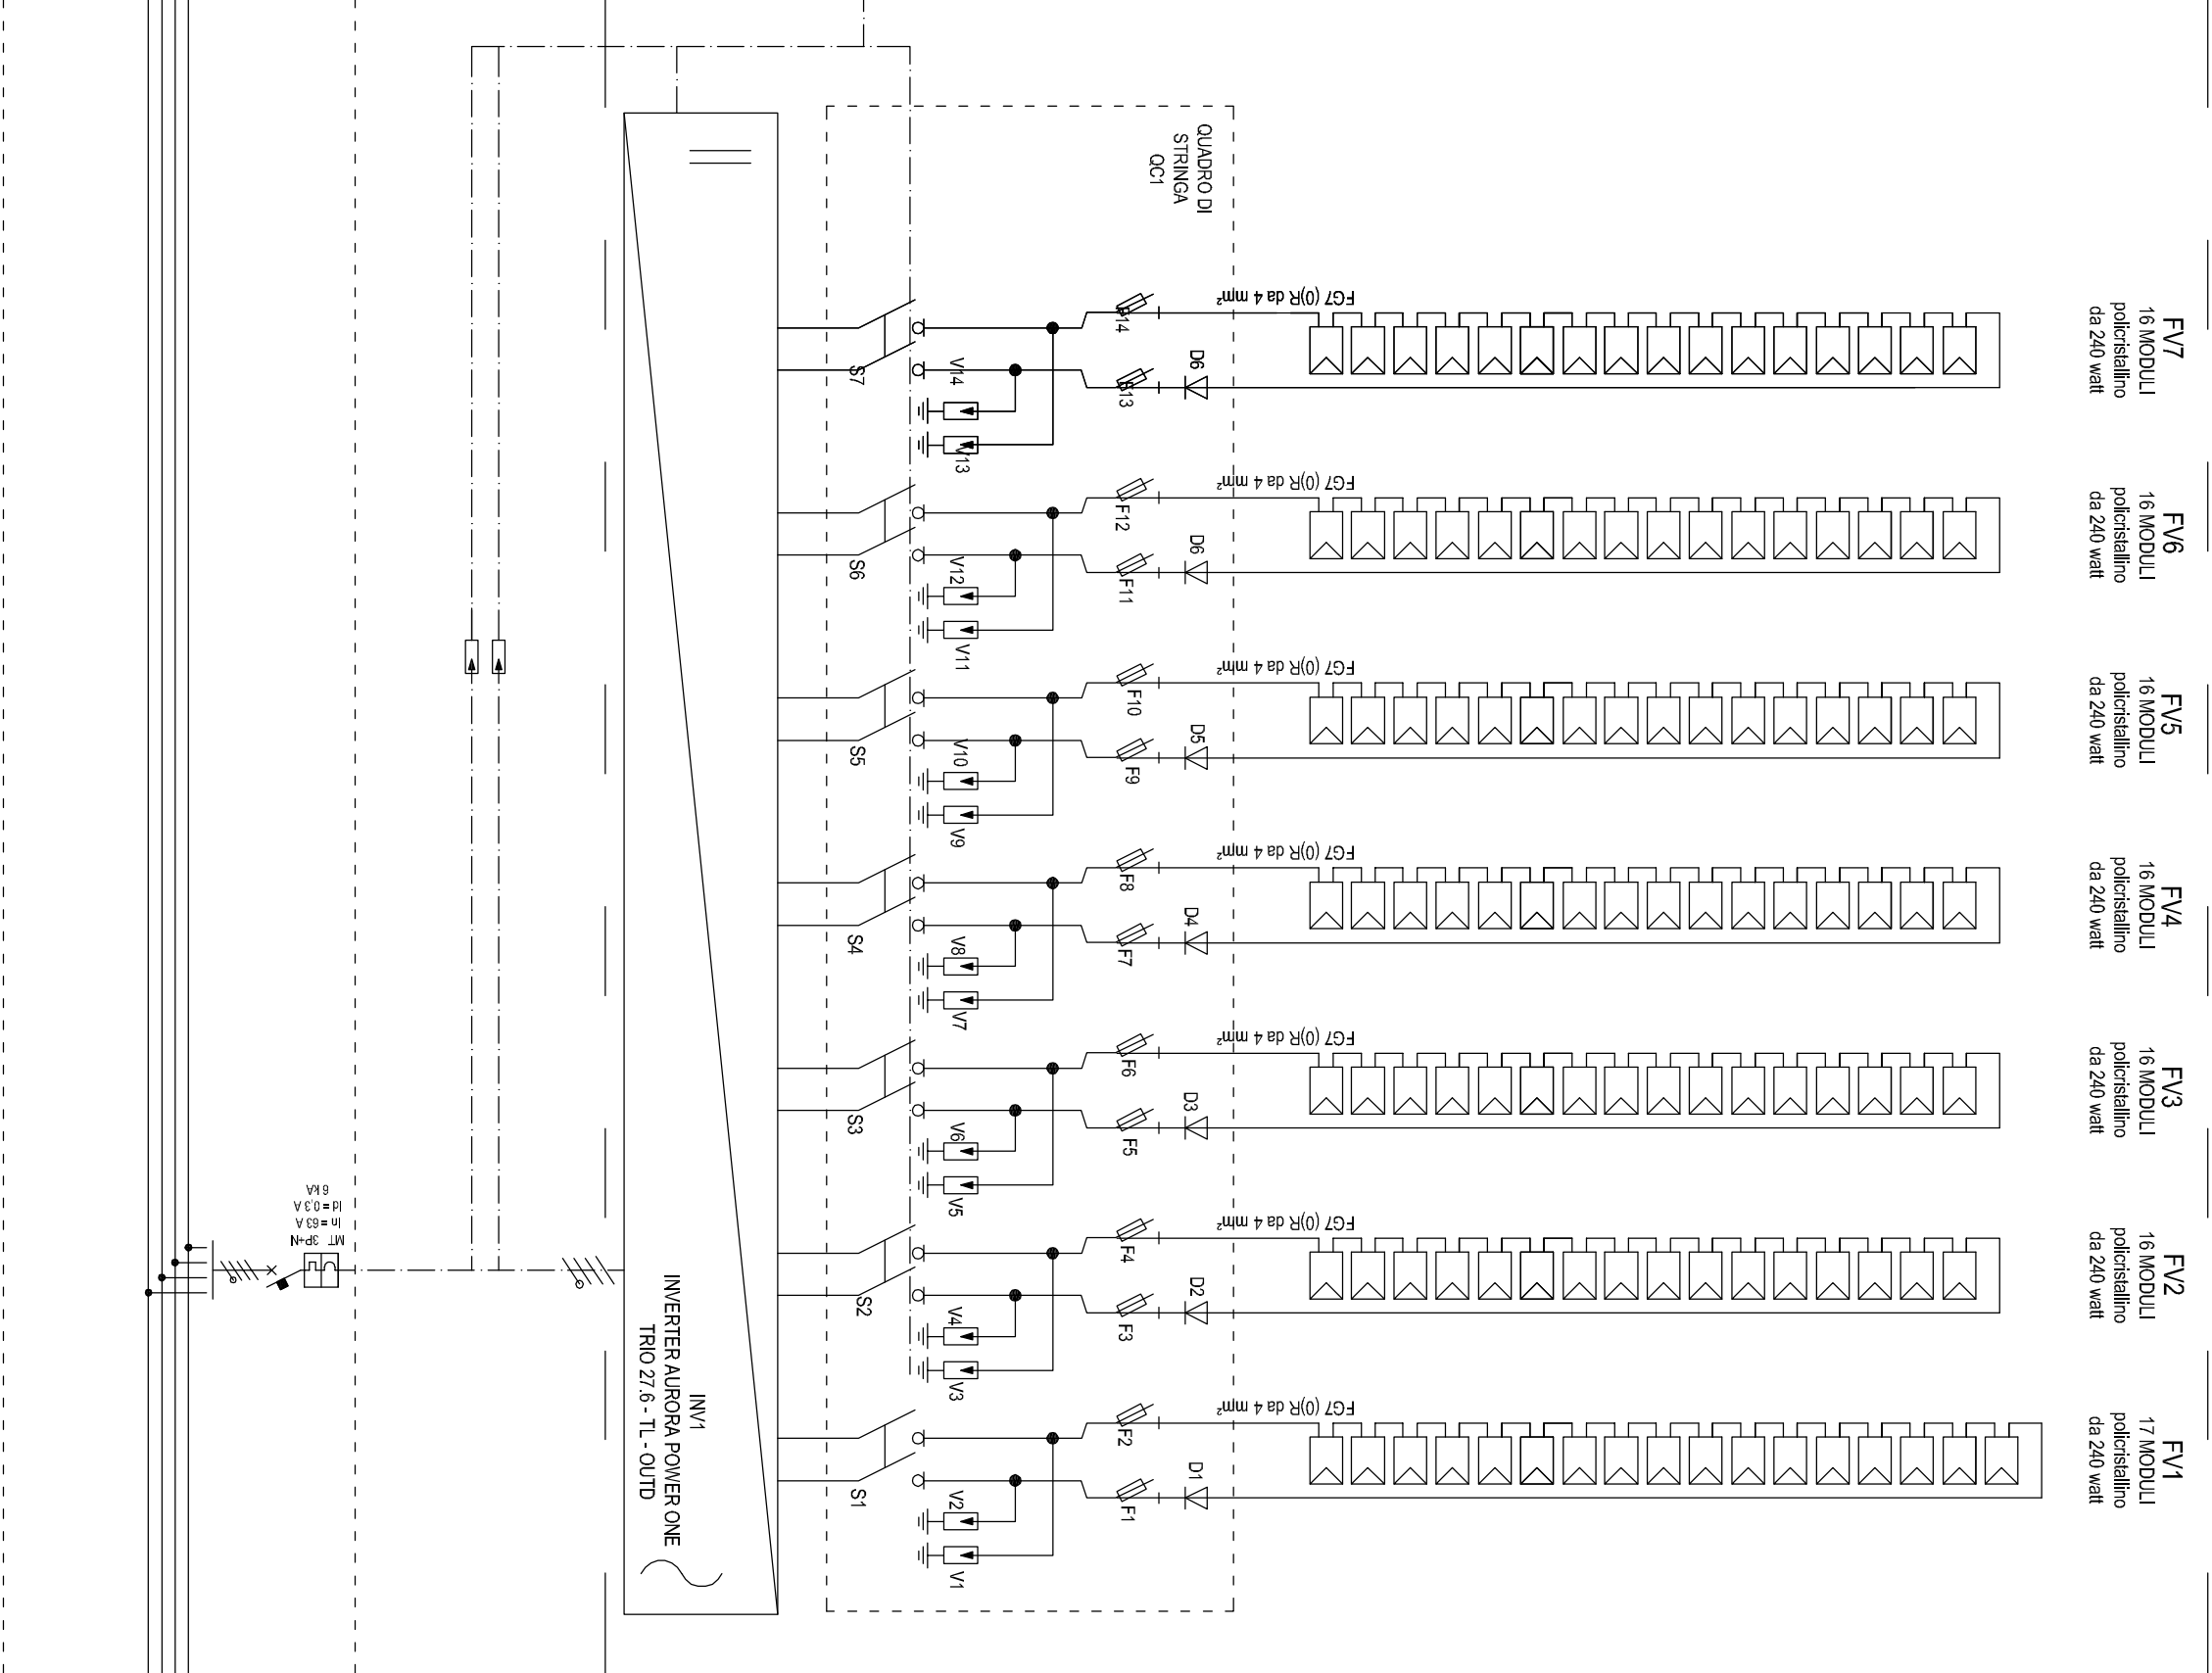 QUADRO DI
STRINGA
QC1
FV7
16 MODULI
policristallino
da 240 watt
FG7 (0)R da 4 mm²
F14
F13
D6
S7
V14
V13
FV6
16 MODULI
policristallino
da 240 watt
FG7 (0)R da 4 mm²
F12
F11
D6
S6
V12
V11
FV5
16 MODULI
policristallino
da 240 watt
FG7 (0)R da 4 mm²
F10
F9
D5
S5
V10
V9
FV4
16 MODULI
policristallino
da 240 watt
FG7 (0)R da 4 mm²
F8
F7
D4
S4
V8
V7
FV3
16 MODULI
policristallino
da 240 watt
FG7 (0)R da 4 mm²
F6
F5
D3
S3
V6
V5
FV2
16 MODULI
policristallino
da 240 watt
FG7 (0)R da 4 mm²
F4
F3
D2
S2
V4
V3
FV1
17 MODULI
policristallino
da 240 watt
FG7 (0)R da 4 mm²
F2
F1
D1
S1
V2
V1
INV1
INVERTER AURORA POWER ONE
TRIO 27.6 - TL - OUTD
MT 3P+N
In = 63 A
Id = 0,3 A
6 kA